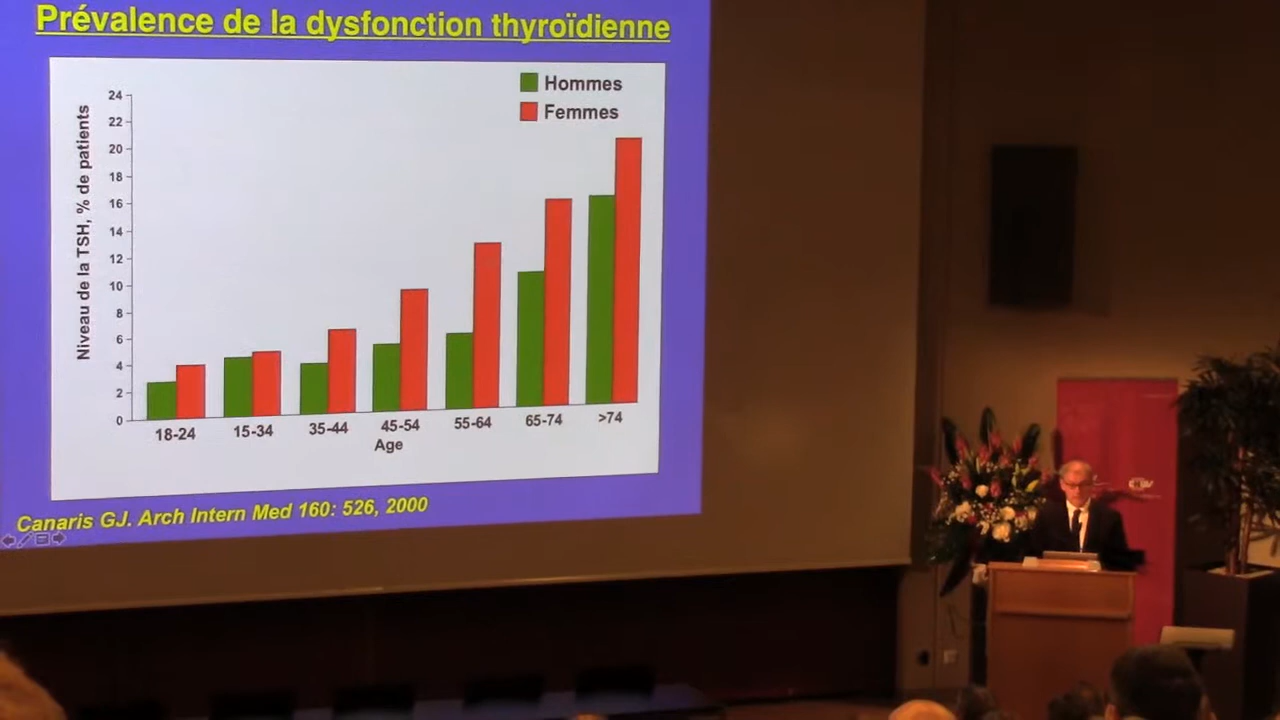 Prévalence de la dysfonction thyroïdienne
Hommes
Femmes
Niveau de la TSH, % de patients
24
22
20
18
16
14
12
10
8
6
4
2
0
18-24 15-34 35-44 45-54 55-64 65-74 >74
Age
Canaris GJ. Arch Intern Med 160: 526, 2000